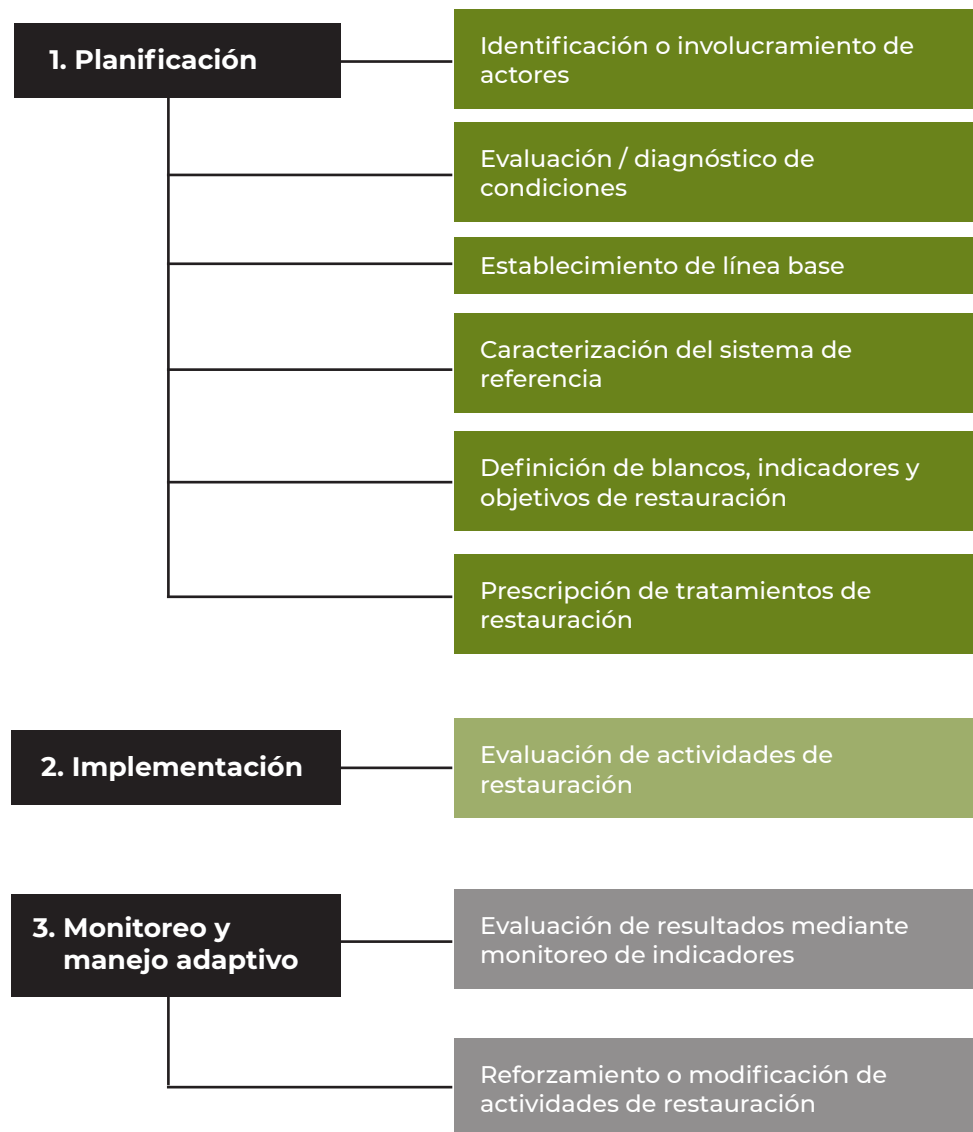 1. Planificación
Identificación o involucramiento de
actores
Evaluación / diagnóstico de
condiciones
Establecimiento de línea base
Caracterización del sistema de
referencia
Definición de blancos, indicadores y
objetivos de restauración
Prescripción de tratamientos de
restauración
2. Implementación
Evaluación de actividades de
restauración
3. Monitoreo y
manejo adaptivo
Evaluación de resultados mediante
monitoreo de indicadores
Reforzamiento o modificación de
actividades de restauración